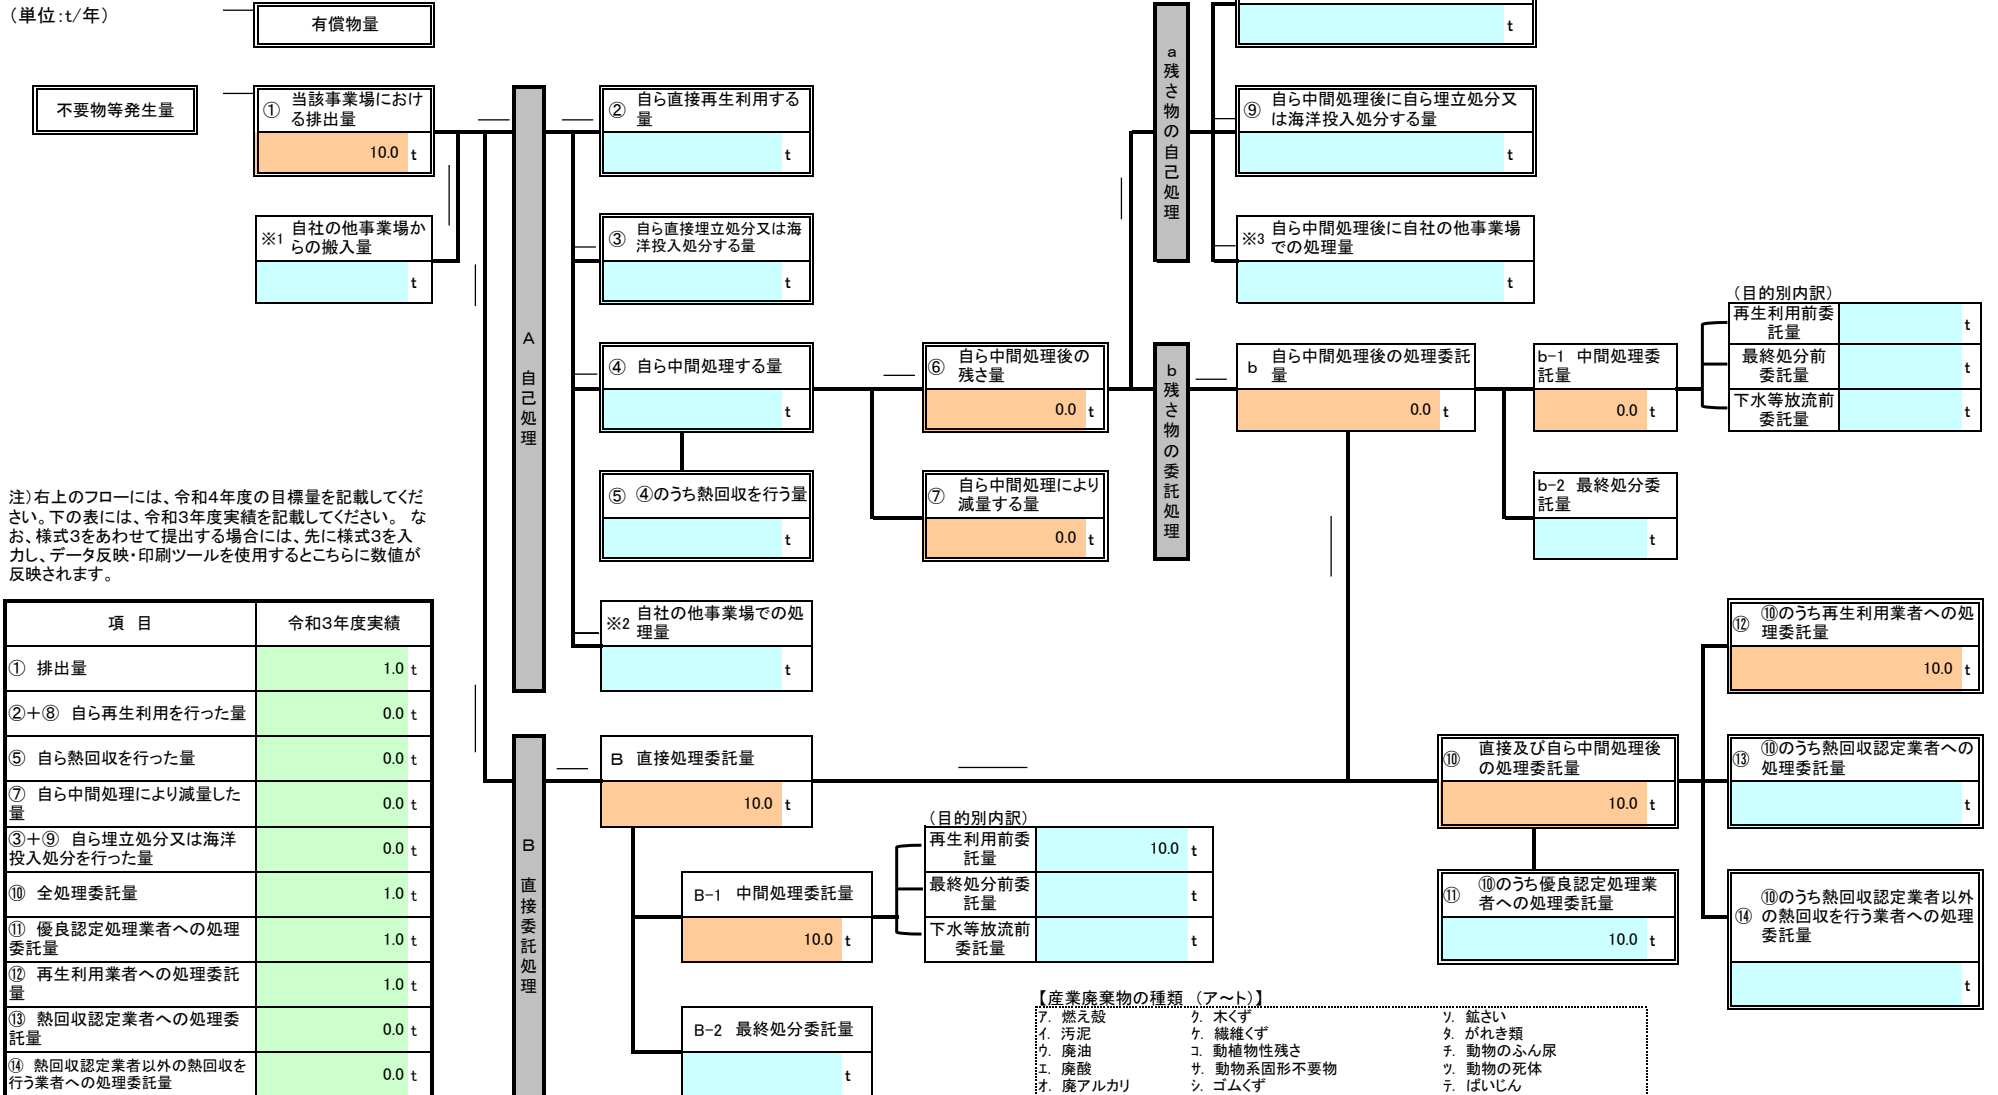 （単位：t/年）
有償物量
t
不要物等発生量
① 当該事業場におけ
る排出量
10.0 t
② 自ら直接再生利用する
量
t
a 残さ物の自己処理
⑨ 自ら中間処理後に自ら埋立処分又
は海洋投入処分する量
t
※1 自社の他事業場か
らの搬入量
t
③ 自ら直接埋立処分又は海
洋投入処分する量
t
※3 自ら中間処理後に自社の他事業場
での処理量
t
A 自己処理
④ 自ら中間処理する量
t
⑥ 自ら中間処理後の
残さ量
0.0 t
b 残さ物の委託処理
b 自ら中間処理後の処理委託
量
0.0 t
b-1 中間処理委
託量
0.0 t
（目的別内訳）
再生利用前委
託量
t
最終処分前
委託量
t
下水等放流前
委託量
t
⑤ ④のうち熱回収を行う量
t
⑦ 自ら中間処理により
減量する量
0.0 t
b-2 最終処分委
託量
t
注）右上のフローには、令和４年度の目標量を記載してくだ
さい。下の表には、令和３年度実績を記載してください。 な
お、様式３をあわせて提出する場合には、先に様式３を入
力し、データ反映・印刷ツールを使用するとこちらに数値が
反映されます。
※2 自社の他事業場での処
理量
t
項 目 令和３年度実績
① 排出量 1.0 t
②＋⑧ 自ら再生利用を行った量 0.0 t
⑤ 自ら熱回収を行った量 0.0 t
⑦ 自ら中間処理により減量した
量 0.0 t
③＋⑨ 自ら埋立処分又は海洋
投入処分を行った量 0.0 t
⑩ 全処理委託量 1.0 t
⑪ 優良認定処理業者への処理
委託量 1.0 t
⑫ 再生利用業者への処理委託
量 1.0 t
⑬ 熱回収認定業者への処理委
託量 0.0 t
⑭ 熱回収認定業者以外の熱回収を
行う業者への処理委託量 0.0 t
B 直接委託処理
B 直接処理委託量
10.0 t
B-1 中間処理委託量
10.0 t
（目的別内訳）
再生利用前委
託量
10.0 t
最終処分前委
託量
t
下水等放流前
委託量
t
B-2 最終処分委託量
t
⑩ 直接及び自ら中間処理後
の処理委託量
10.0 t
⑪ ⑩のうち優良認定処理業
者への処理委託量
10.0 t
⑫ ⑩のうち再生利用業者への処
理委託量
10.0 t
⑬ ⑩のうち熱回収認定業者への
処理委託量
t
⑭ ⑩のうち熱回収認定業者以外
の熱回収を行う業者への処理
委託量
t
【産業廃棄物の種類 （ア～ト）】
ア. 燃え殻 ク. 木くず ソ. 鉱さい
イ. 汚泥 ケ. 繊維くず タ. がれき類
ウ. 廃油 コ. 動植物性残さ チ. 動物のふん尿
エ. 廃酸 サ. 動物系固形不要物 ツ. 動物の死体
オ. 廃アルカリ シ. ゴムくず テ. ばいじん